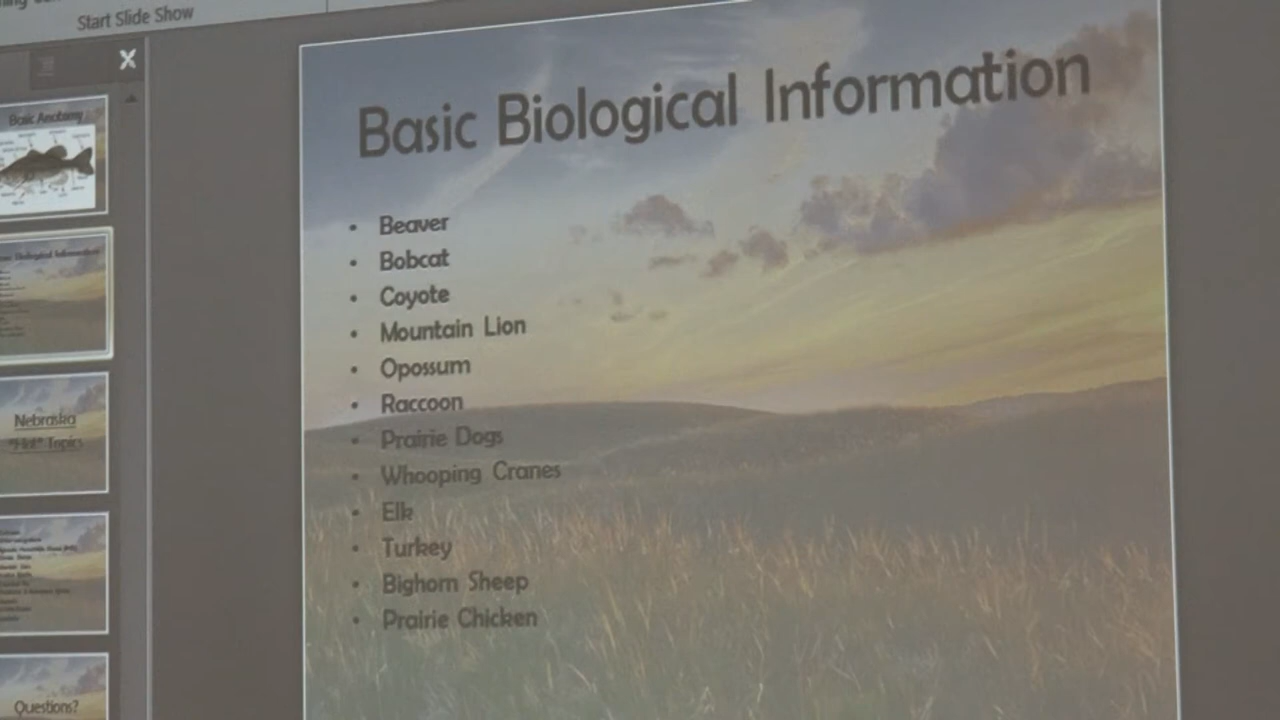 Start Slide Show
Basic Anatomy
Nebraska
"Hot" Topics
Questions?
Basic Biological Information
• Beaver
• Bobcat
• Coyote
• Mountain Lion
• Opossum
• Raccoon
• Prairie Dogs
• Whooping Cranes
• Elk
• Turkey
• Bighorn Sheep
• Prairie Chicken